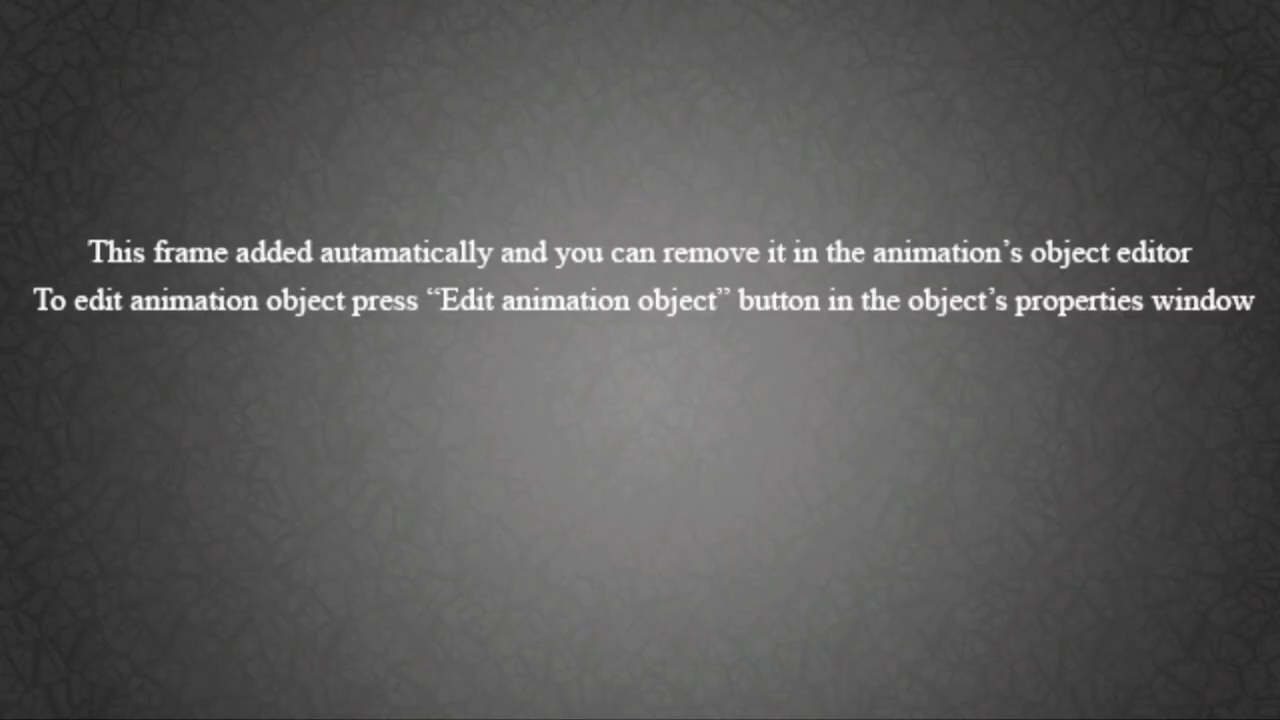 This frame added autamatically and you can remove it in the animation’s object editor
To edit animation object press “Edit animation object” button in the object’s properties window